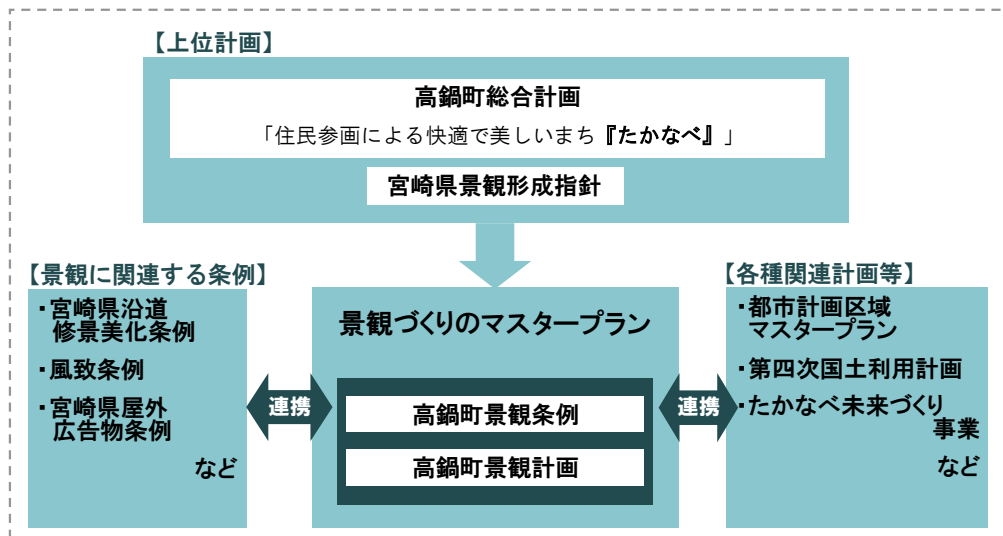 【上位計画】
高鍋町総合計画
「住民参画による快適で美しいまち『たかなべ』」
宮崎県景観形成指針
【景観に関連する条例】
・宮崎県沿道
修景美化条例
・風致条例
・宮崎県屋外
広告物条例
など
連携
景観づくりのマスタープラン
高鍋町景観条例
高鍋町景観計画
連携
【各種関連計画等】
・都市計画区域
マスタープラン
・第四次国土利用計画
・たかなべ未来づくり
事業
など